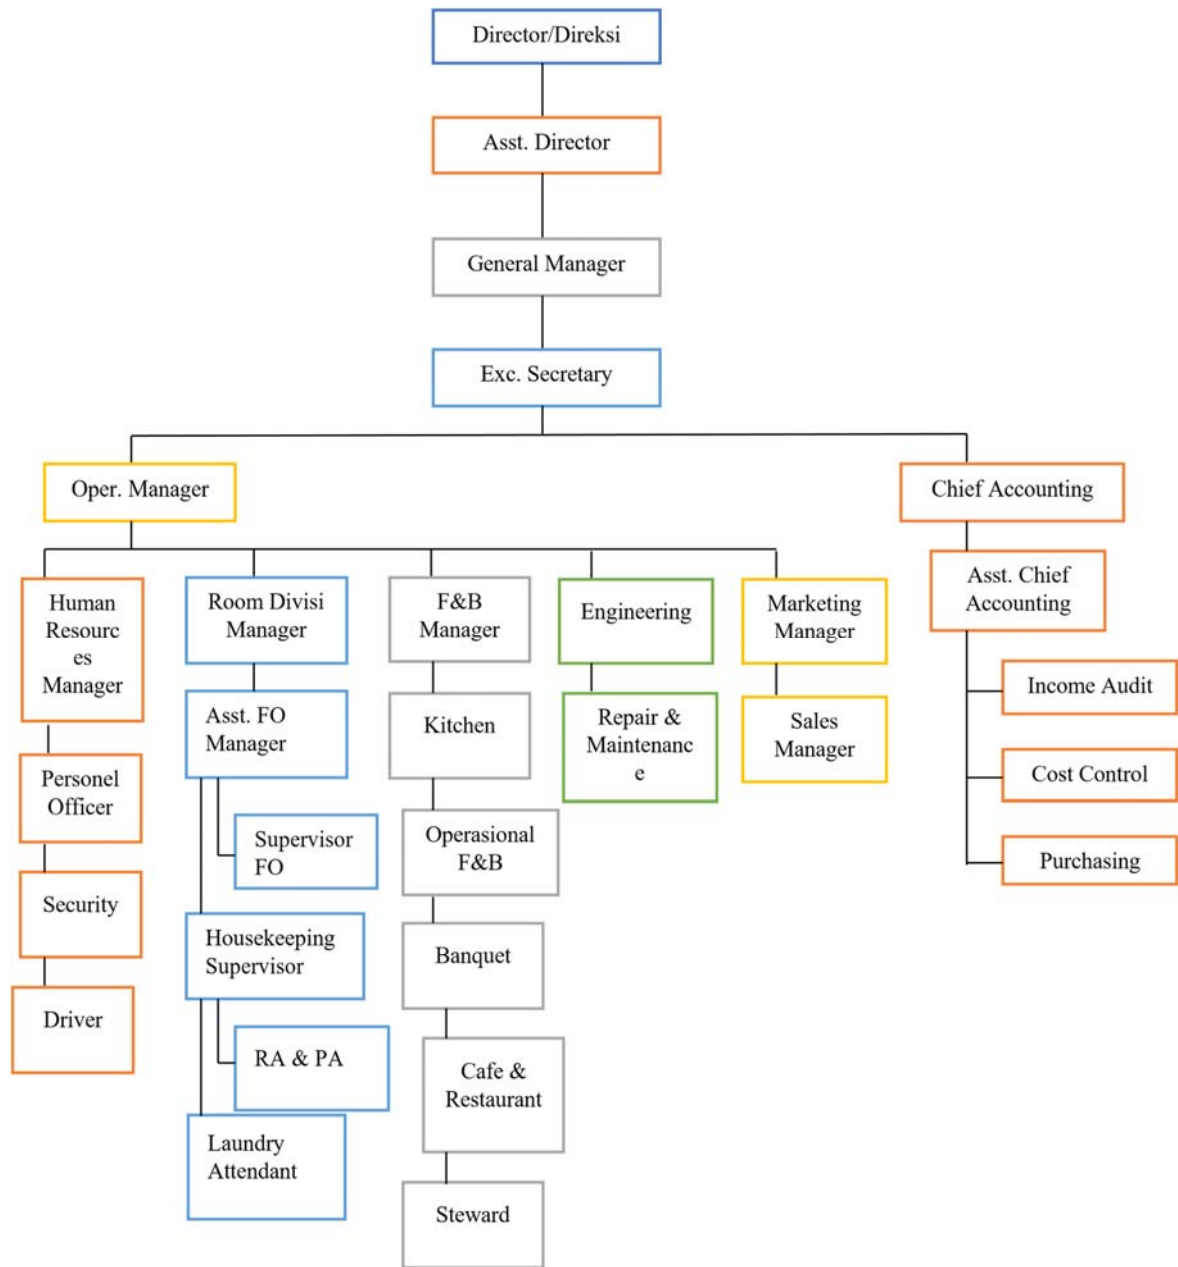 Director/Direksi
Asst. Director
General Manager
Exc. Secretary
Oper. Manager
Chief Accounting
Human
Resourc
es
Manager
Room Divisi
Manager
F&B
Manager
Engineering
Marketing
Manager
Asst. Chief
Accounting
Asst. FO
Manager
Kitchen
Repair &
Maintenanc
e
Sales
Manager
Income Audit
Personel
Officer
Cost Control
Supervisor
FO
Operasional
F&B
Purchasing
Security
Housekeeping
Supervisor
Banquet
Driver
RA & PA
Cafe &
Restaurant
Laundry
Attendant
Steward